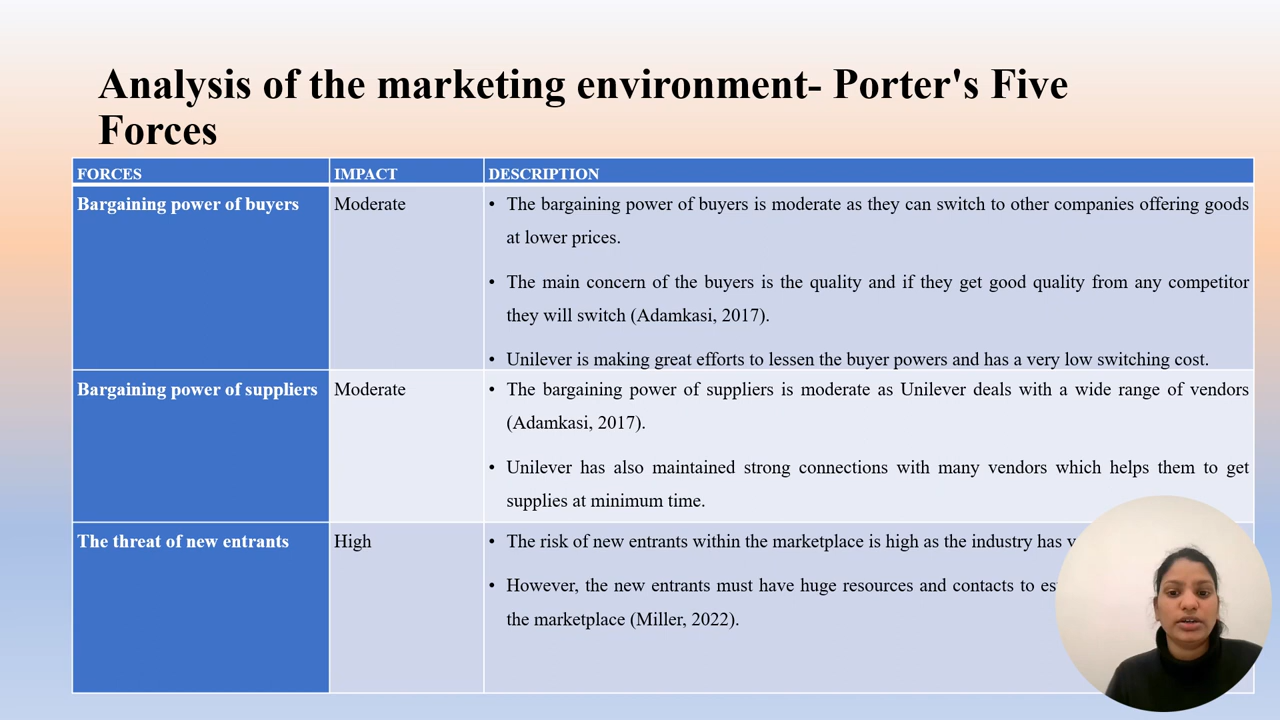 Analysis of the marketing environment- Porter's Five
Forces
FORCES IMPACT DESCRIPTION
Bargaining power of buyers Moderate • The bargaining power of buyers is moderate as they can switch to other companies offering goods
at lower prices.
• The main concern of the buyers is the quality and if they get good quality from any competitor
they will switch (Adamkasi, 2017).
• Unilever is making great efforts to lessen the buyer powers and has a very low switching cost.
Bargaining power of suppliers Moderate • The bargaining power of suppliers is moderate as Unilever deals with a wide range of vendors
(Adamkasi, 2017).
• Unilever has also maintained strong connections with many vendors which helps them to get
supplies at minimum time.
The threat of new entrants High • The risk of new entrants within the marketplace is high as the industry has
• However, the new entrants must have huge resources and contacts to
the marketplace (Miller, 2022).